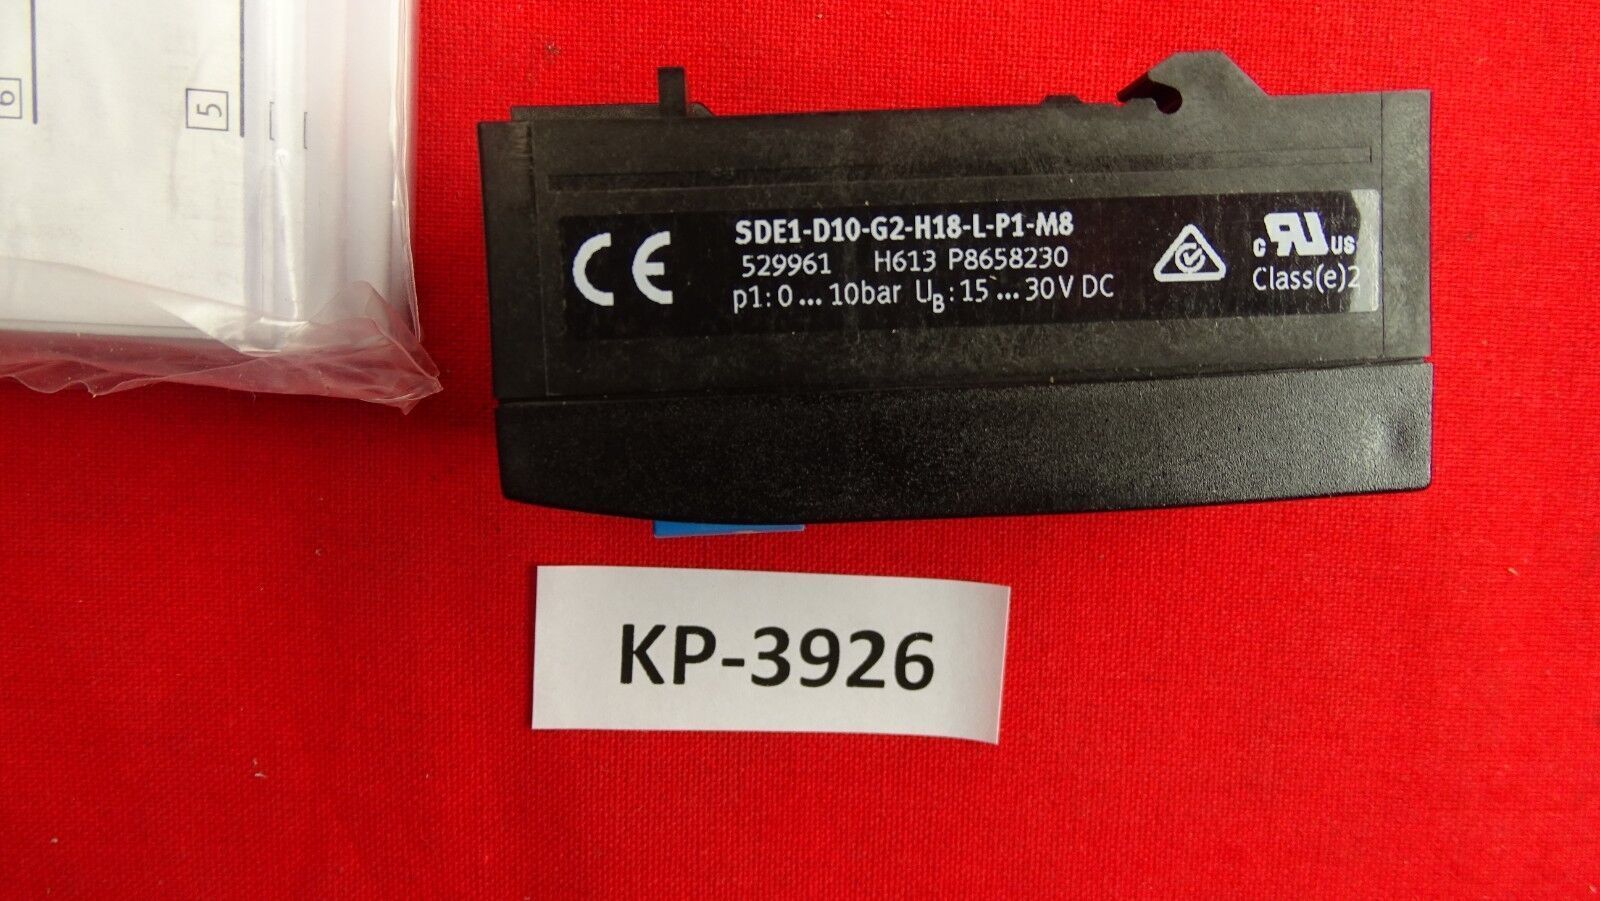 6
5
CE
SDE1-D10-G2-H18-L-P1-M8
529961 H613 P8658230
p1: 0 ... 10bar UB: 15 ... 30V DC
c RU us
Class(e)2
KP-3926